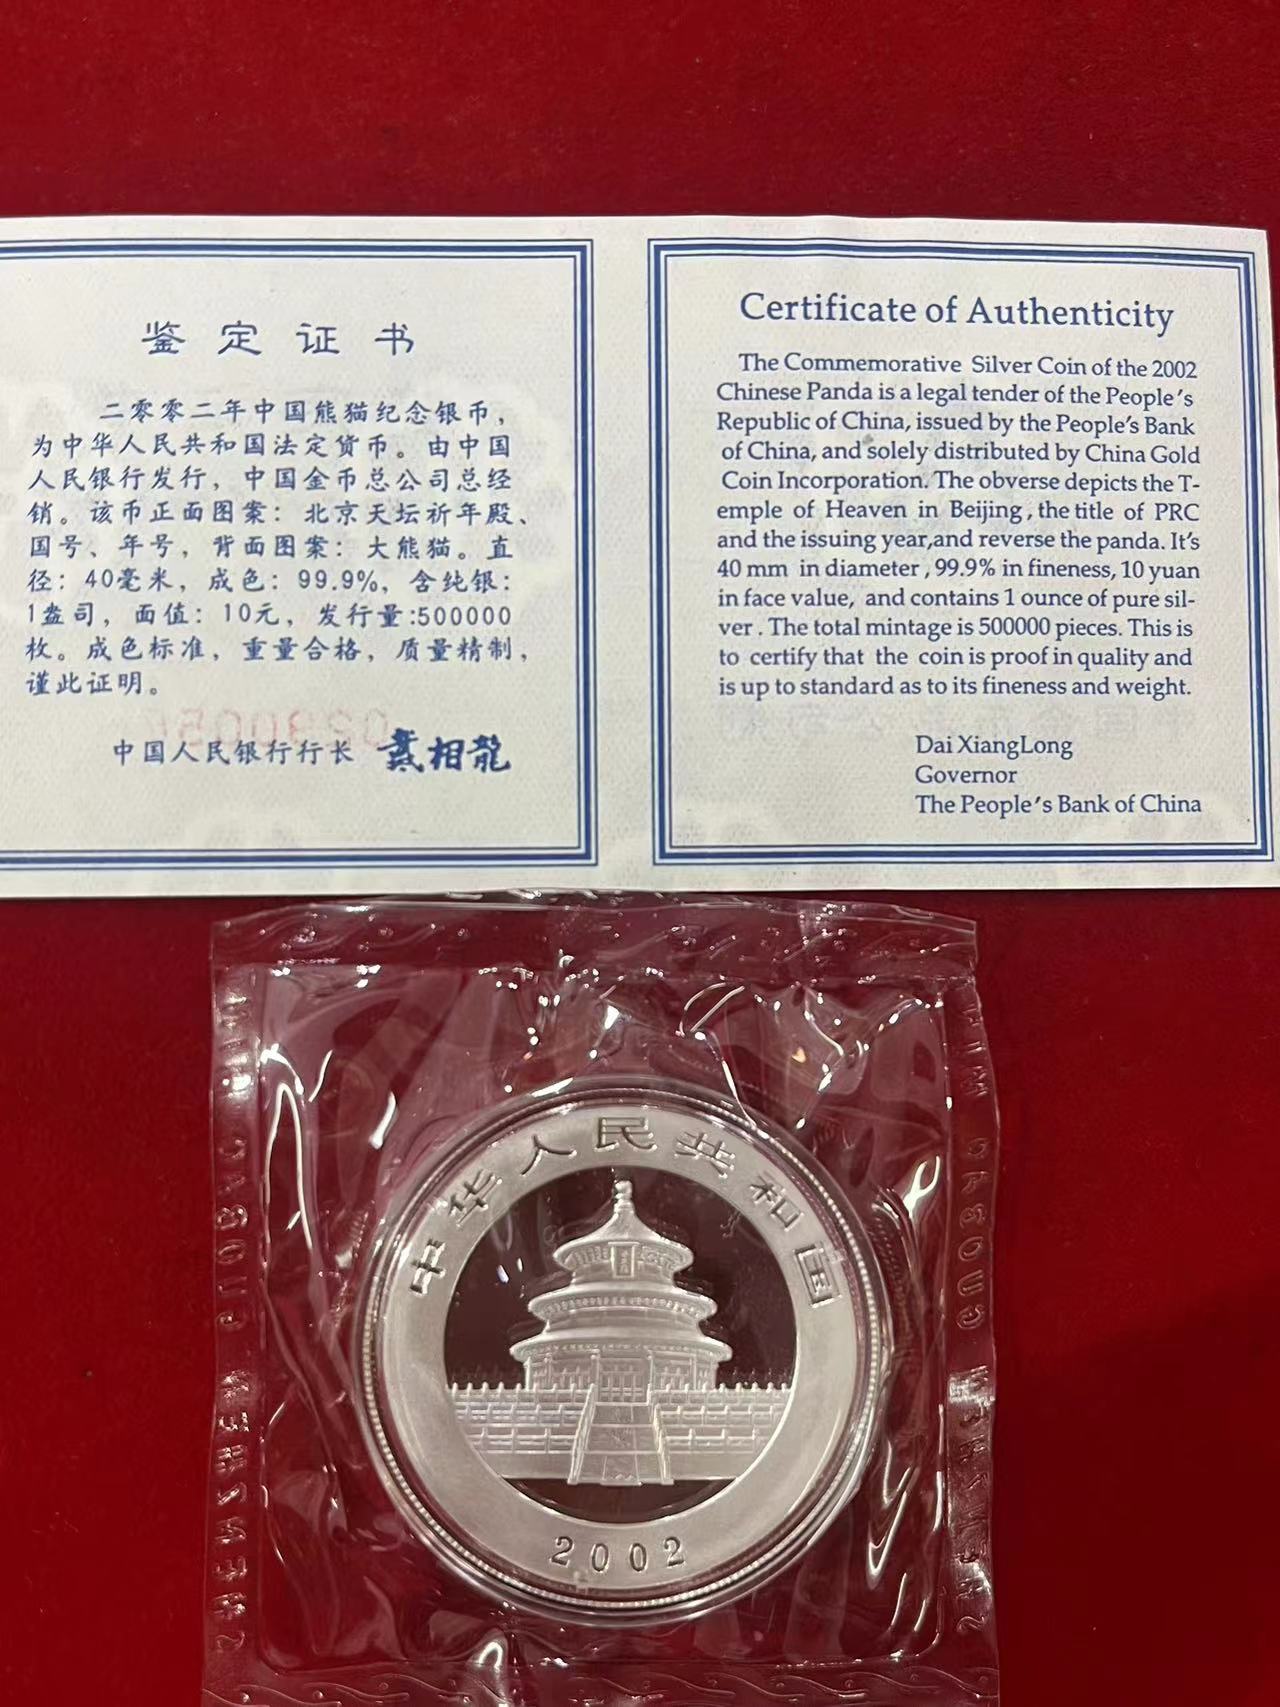 鉴定证书
二零零二年中国熊猫纪念银币，
为中华人民共和国法定货币。由中国
人民银行发行，中国金币总公司总经
销。该币正面图案：北京天坛祈年殿、
国号、年号，背面图案：大熊猫。直
径：40毫米，成色：99.9%，含纯银：
1盎司，面值：10元，发行量:500000
枚。成色标准，重量合格，质量精制，
谨此证明。
中国人民银行行长 戴相龙
Certificate of Authenticity
The Commemorative Silver Coin of the 2002
Chinese Panda is a legal tender of the People's
Republic of China, issued by the People's Bank
of China, and solely distributed by China Gold
Coin Incorporation. The obverse depicts the T-
emple of Heaven in Beijing, the title of PRC
and the issuing year,and reverse the panda. It's
40 mm in diameter, 99.9% in fineness, 10 yuan
in face value, and contains 1 ounce of pure sil-
ver. The total mintage is 500000 pieces. This is
to certify that the coin is proof in quality and
is up to standard as to its fineness and weight.
Dai XiangLong
Governor
The People's Bank of China
中华人民共和国
2002